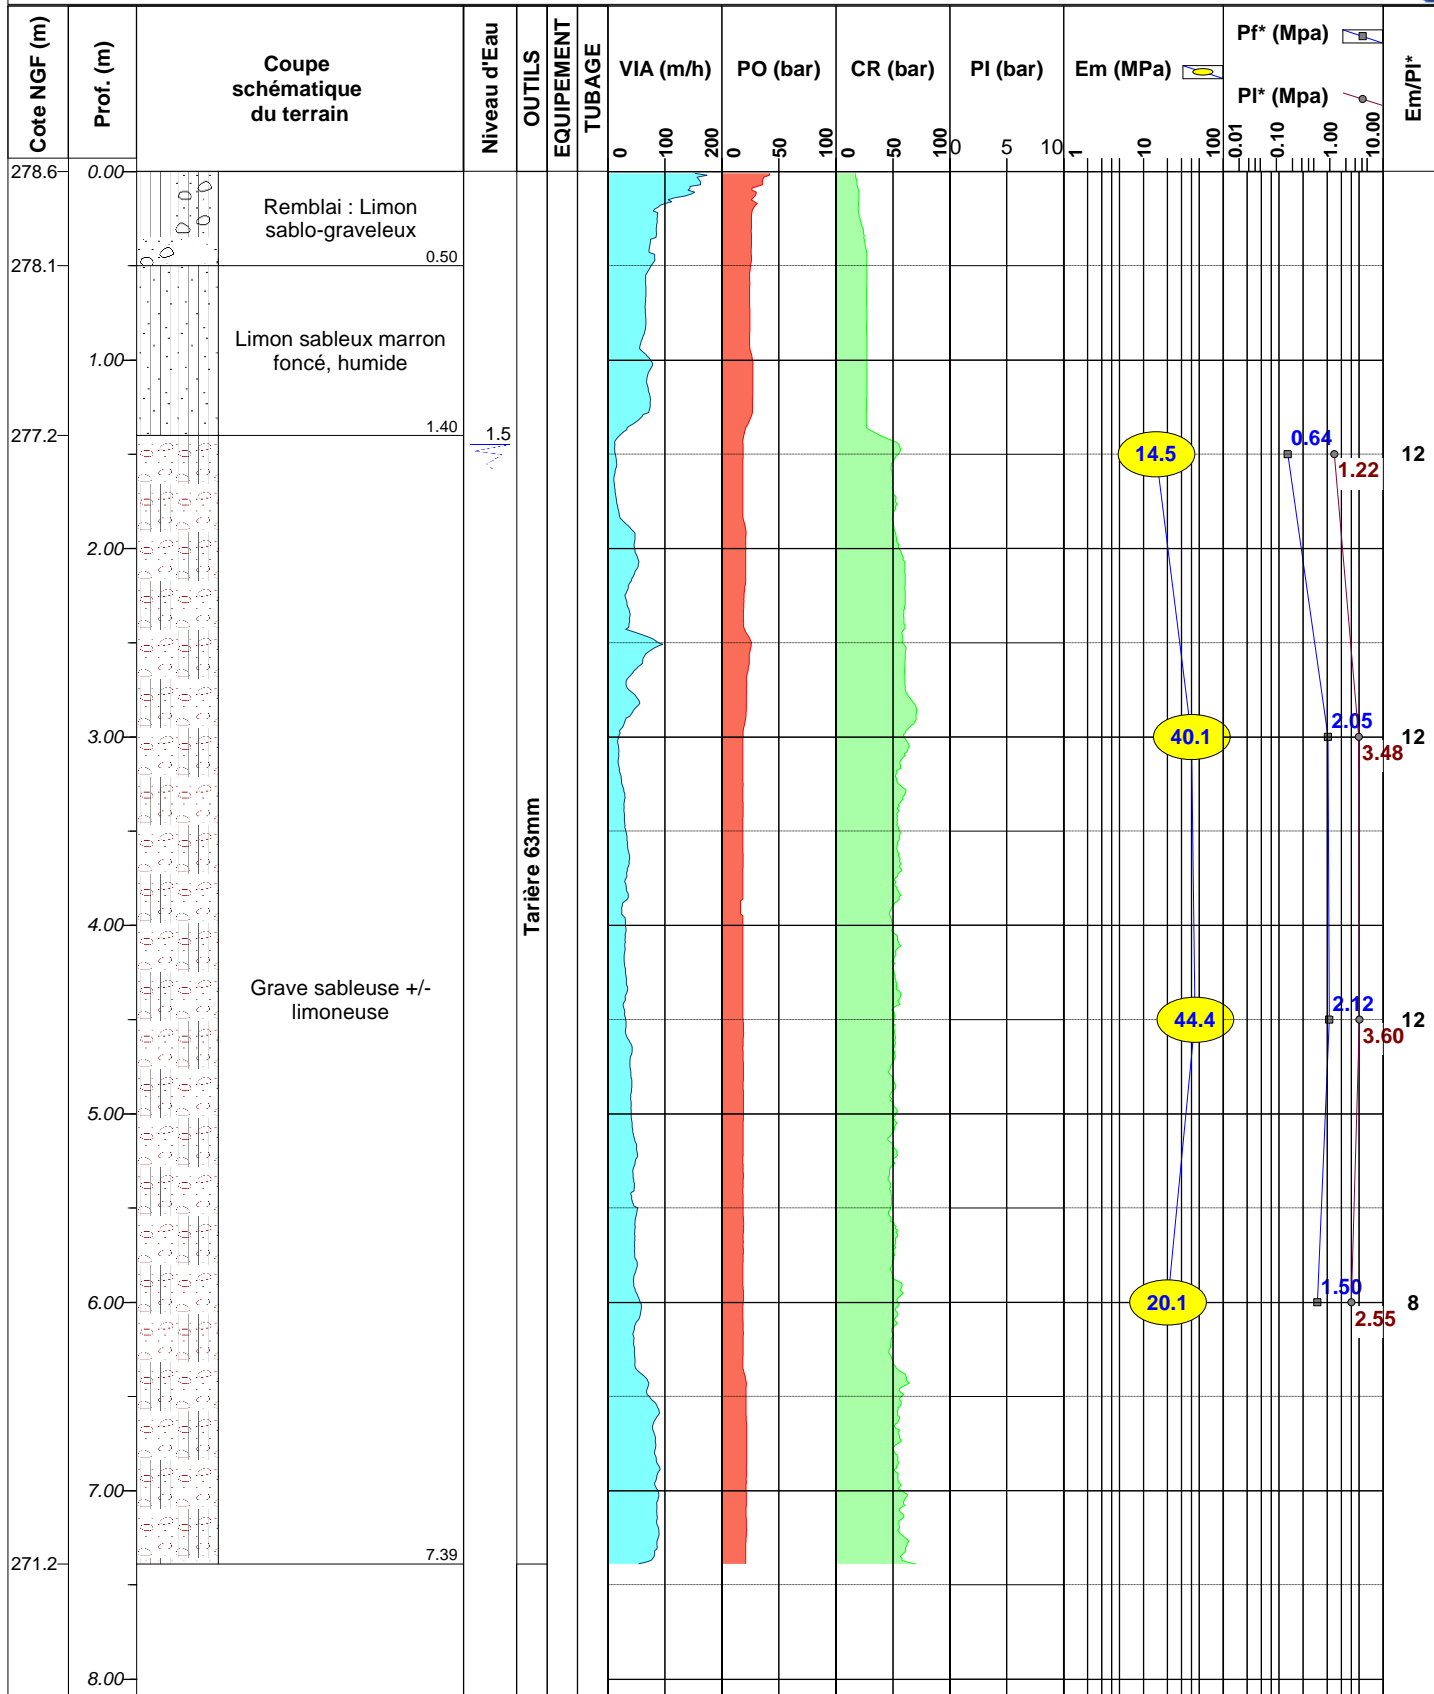 Cote NGF (m)
Prof. (m)
Coupe
schématique
du terrain
Niveau d'Eau
OUTILS
EQUIPEMENT
TUBAGE
VIA (m/h)
0
100
200
PO (bar)
0
50
100
CR (bar)
0
50
100
PI (bar)
0
5
10
Em (MPa)
1
10
100
Pf* (Mpa)
Pl* (Mpa)
0.01
0.10
1.00
10.00
Em/Pl*
278.6
0.00
Remblai : Limon
sablo-graveleux
0.50
278.1
Limon sableux marron
foncé, humide
1.00
1.40
277.2
1.5
14.5
0.64
1.22
12
2.00
3.00
40.1
2.05
3.48
12
Tarière 63mm
4.00
Grave sableuse +/-
limoneuse
44.4
2.12
3.60
12
5.00
6.00
20.1
1.50
2.55
8
7.00
7.39
271.2
8.00